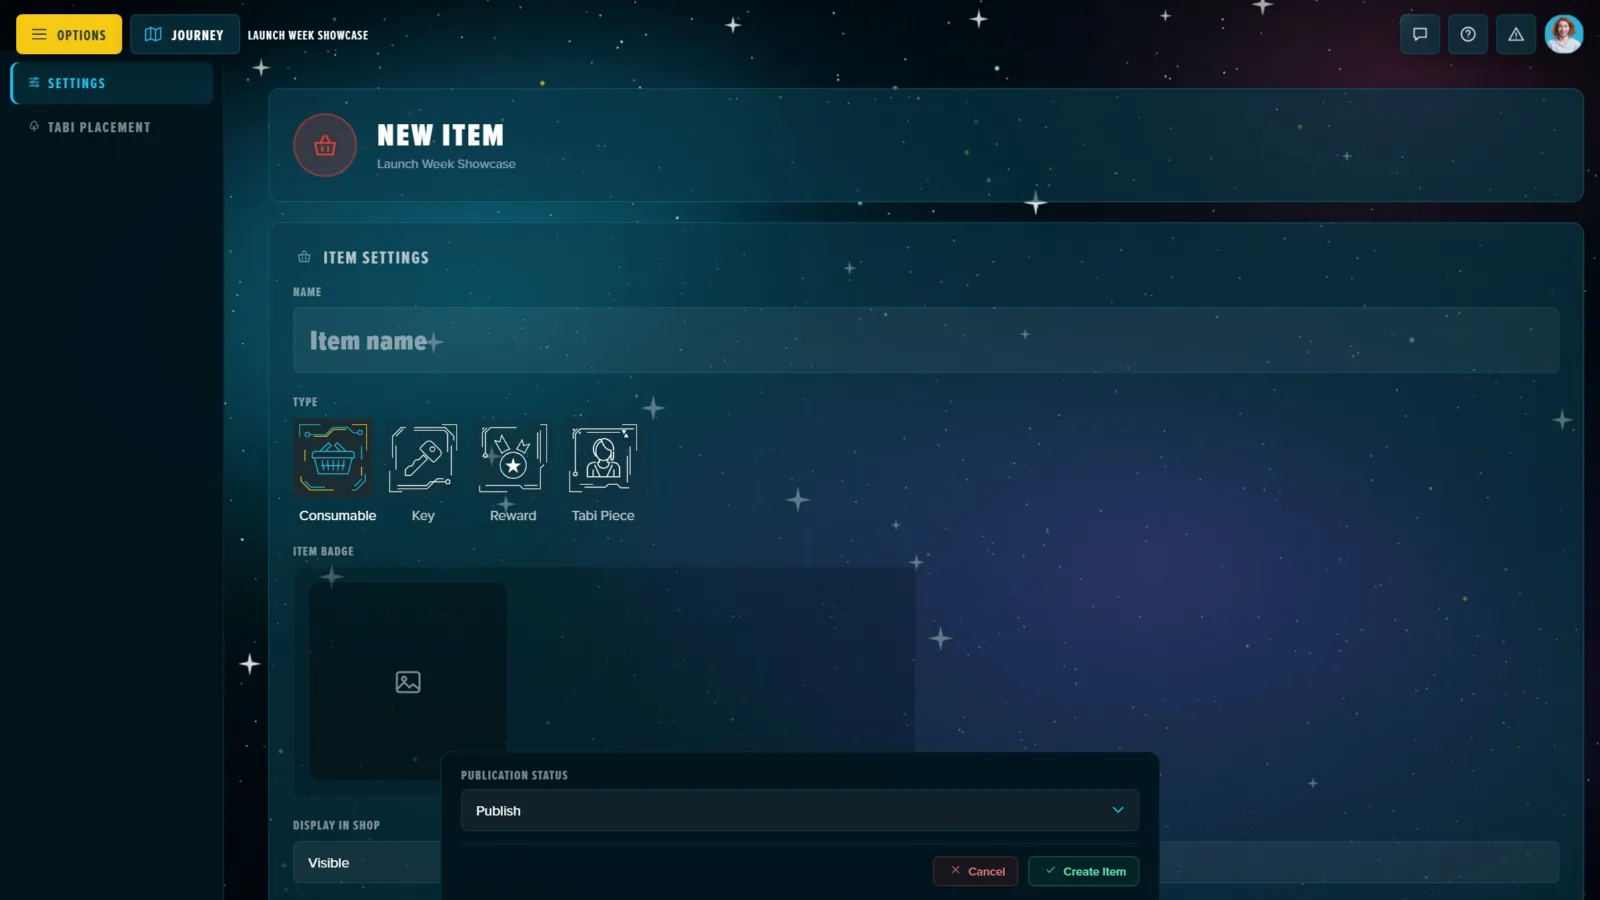 OPTIONS
JOURNEY
LAUNCH WEEK SHOWCASE
SETTINGS
TABI PLACEMENT
NEW ITEM
Launch Week Showcase
ITEM SETTINGS
NAME
Item name
TYPE
Consumable
Key
Reward
Tabi Piece
ITEM BADGE
PUBLICATION STATUS
Publish
DISPLAY IN SHOP
Visible
Cancel
Create Item